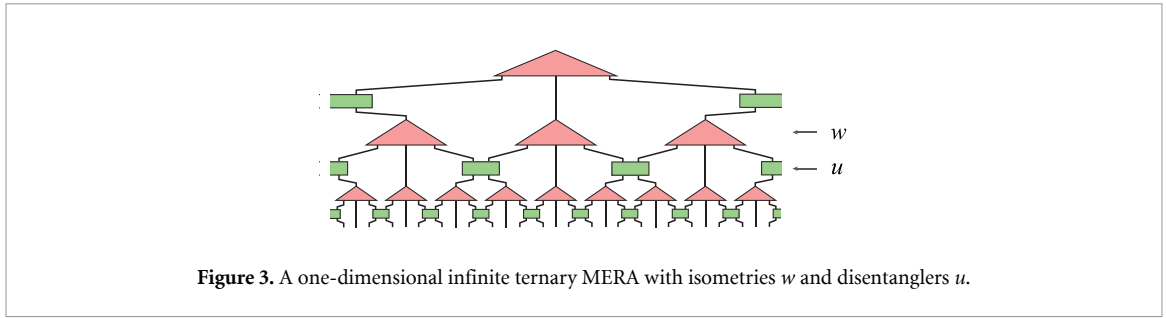 w
u
Figure 3. A one-dimensional infinite ternary MERA with isometries w and disentanglers u.